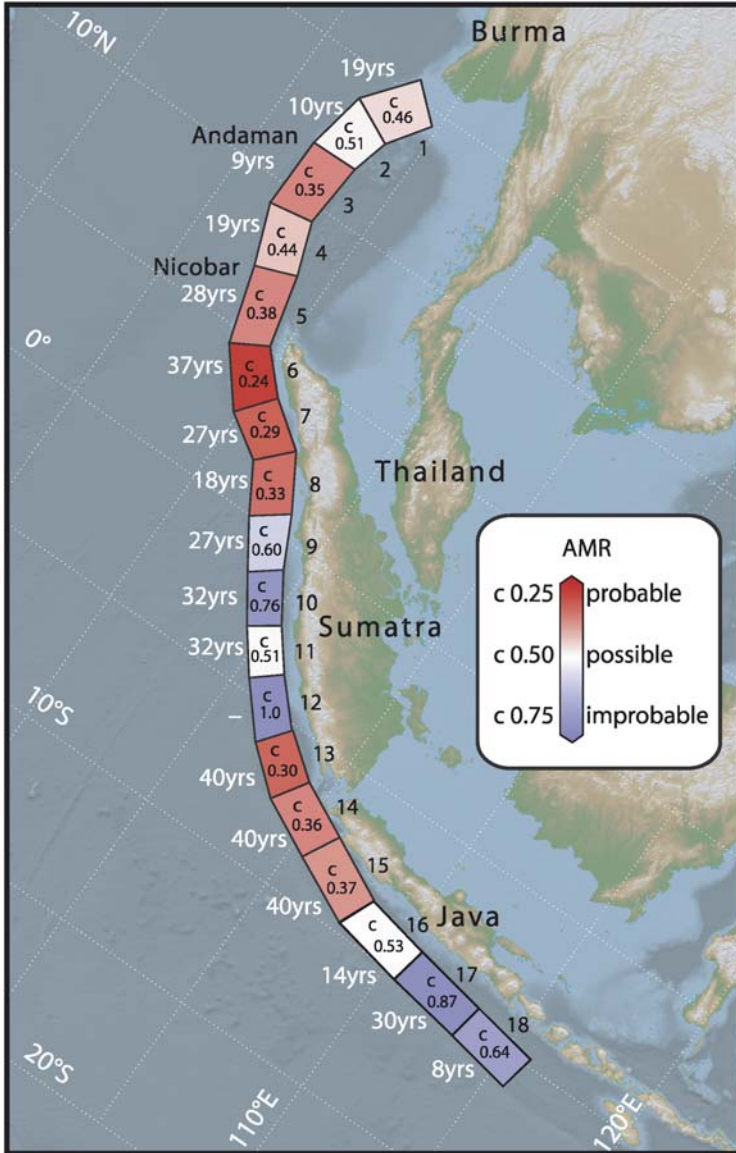 10°N
Burma
19yrs
c
0.46
1
10yrs
c
0.51
2
Andaman
9yrs
c
0.35
3
19yrs
c
0.44
4
Nicobar
28yrs
c
0.38
5
0°
37yrs
c
0.24
6
27yrs
c
0.29
7
18yrs
c
0.33
8
Thailand
27yrs
c
0.60
9
32yrs
c
0.76
10
Sumatra
32yrs
c
0.51
11
10°S
–
c
1.0
12
40yrs
c
0.30
13
40yrs
c
0.36
14
40yrs
c
0.37
15
Java
14yrs
c
0.53
16
30yrs
c
0.87
17
8yrs
c
0.64
18
AMR
c 0.25 probable
c 0.50 possible
c 0.75 improbable
20°S
110°E
120°E